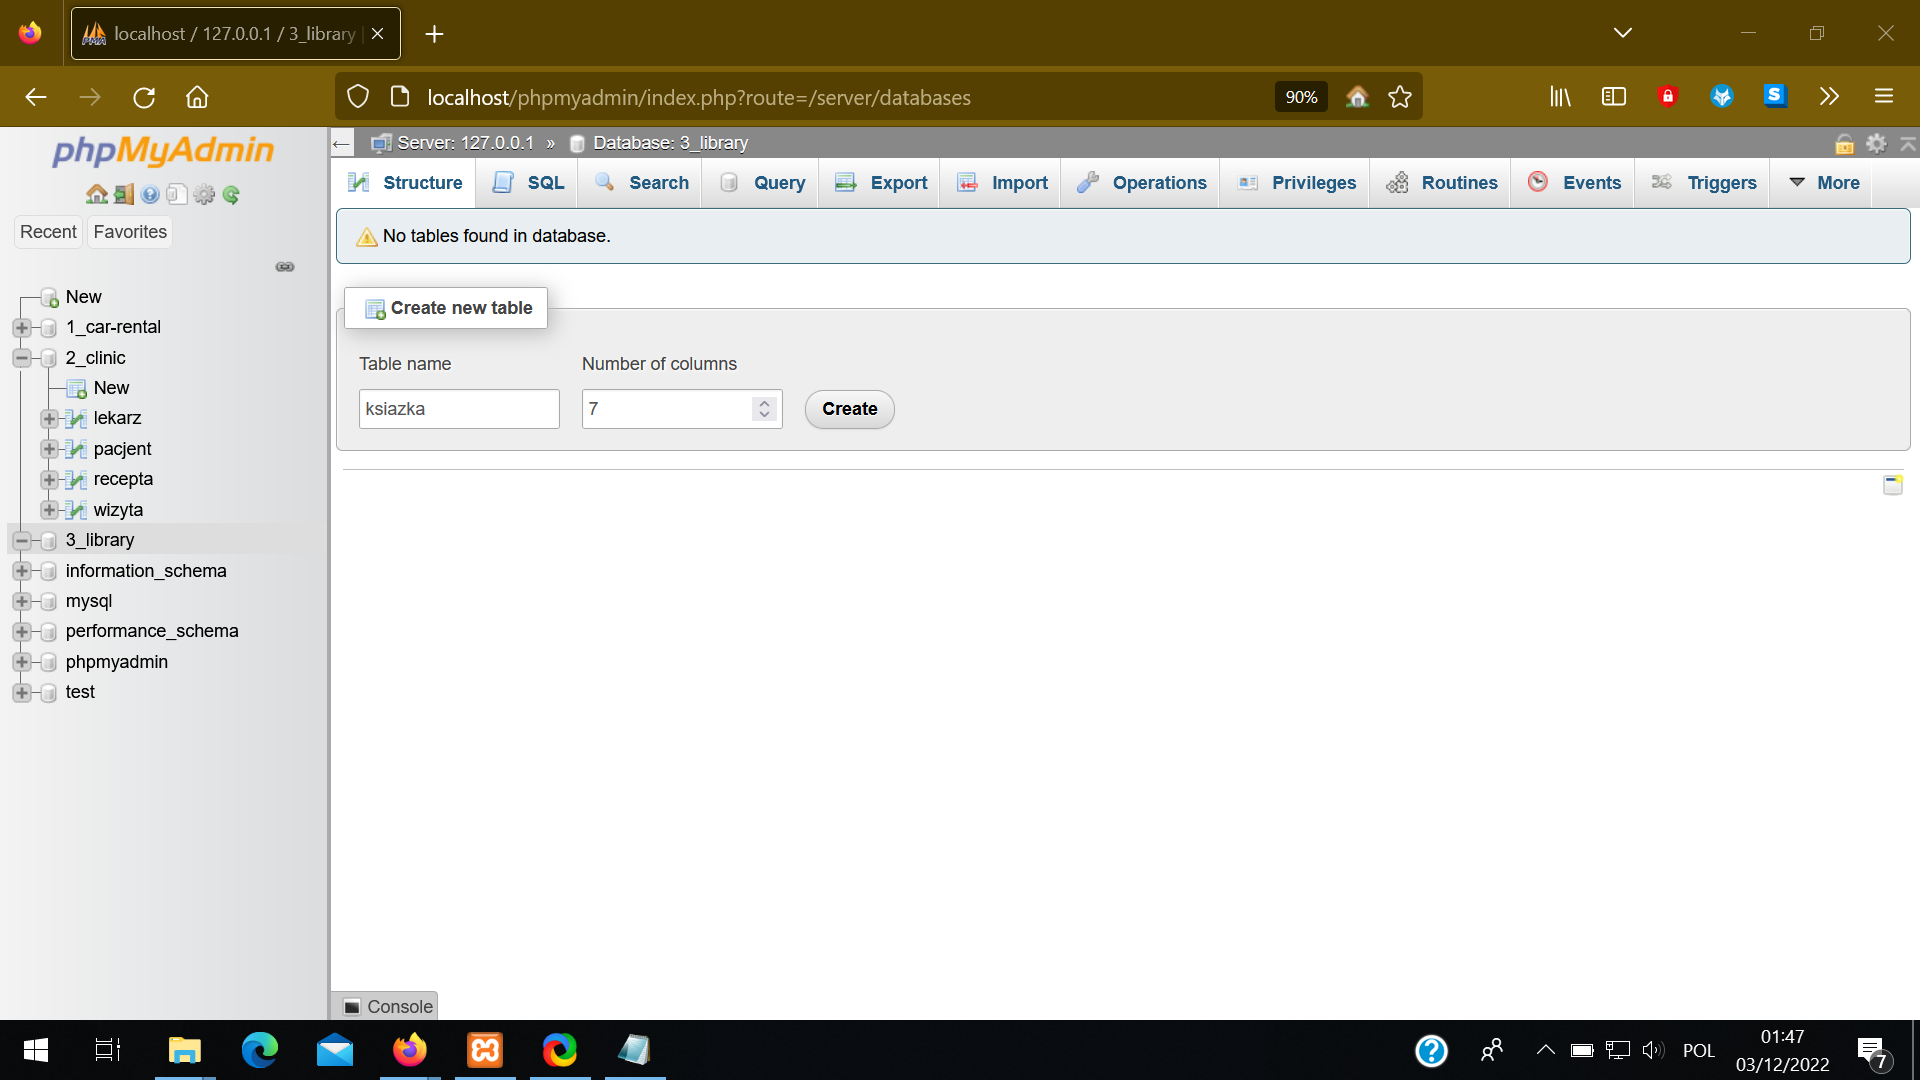 localhost / 127.0.0.1 / 3_library
localhost/phpmyadmin/index.php?route=/server/databases
90%
phpMyAdmin
Recent
Favorites
New
1_car-rental
2_clinic
New
lekarz
pacjent
recepta
wizyta
3_library
information_schema
mysql
performance_schema
phpmyadmin
test
Server: 127.0.0.1 » Database: 3_library
Structure
SQL
Search
Query
Export
Import
Operations
Privileges
Routines
Events
Triggers
More
No tables found in database.
Create new table
Table name
Number of columns
ksiazka
7
Create
Console
POL
01:47
03/12/2022
7